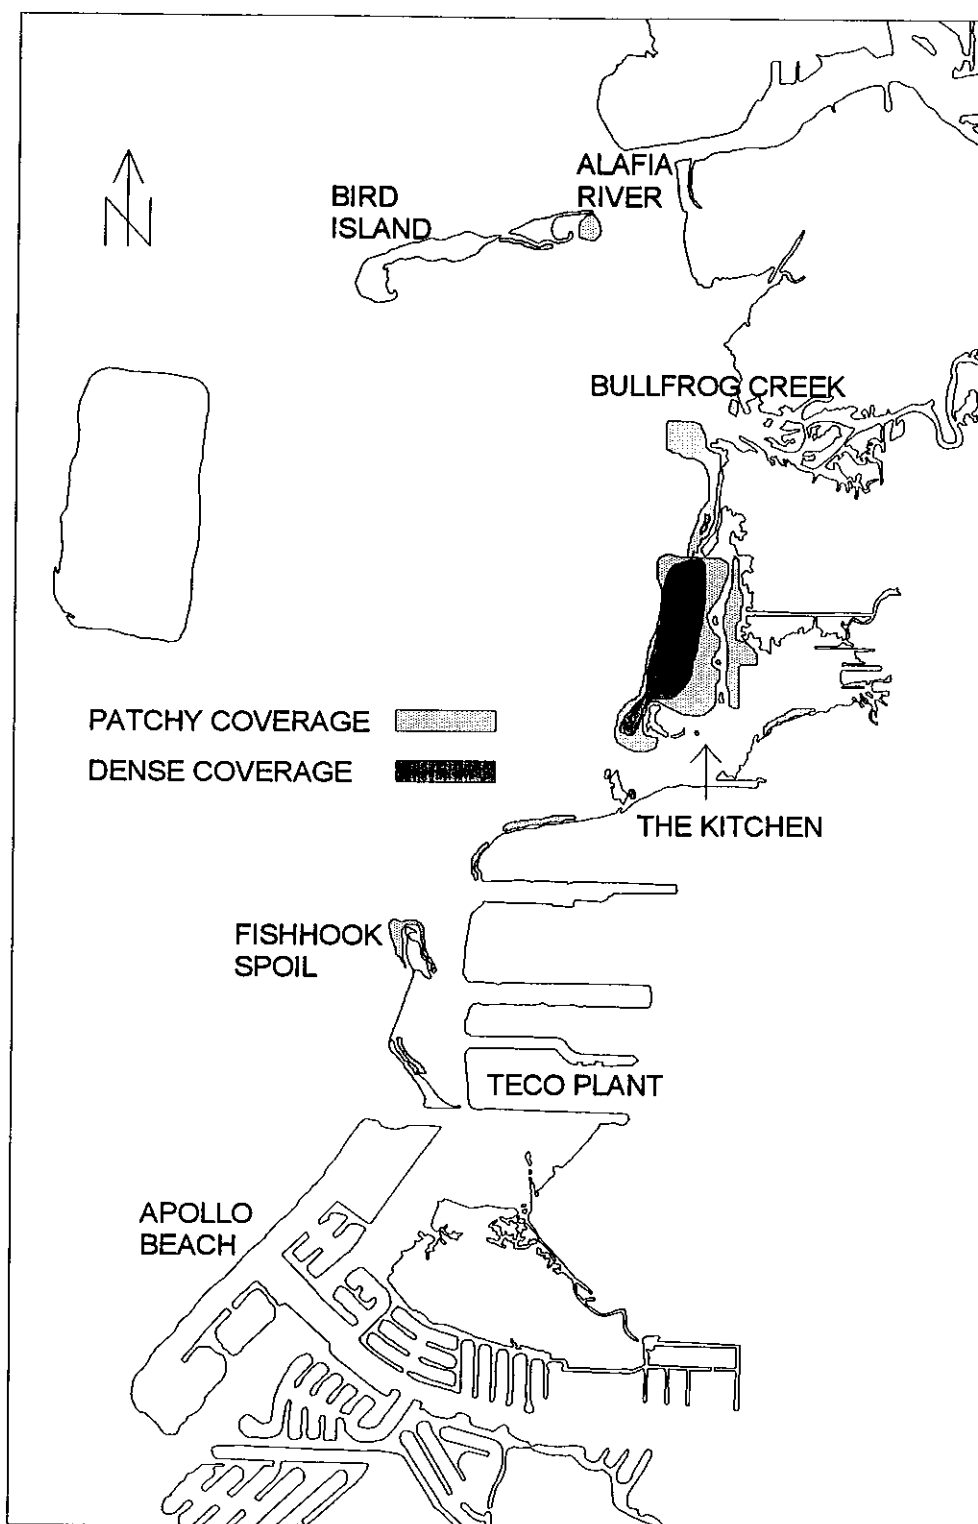 ALAFIA
RIVER
BIRD
ISLAND
N
BULLFROG CREEK
PATCHY COVERAGE
DENSE COVERAGE
THE KITCHEN
FISHHOOK
SPOIL
TECO PLANT
APOLLO
BEACH